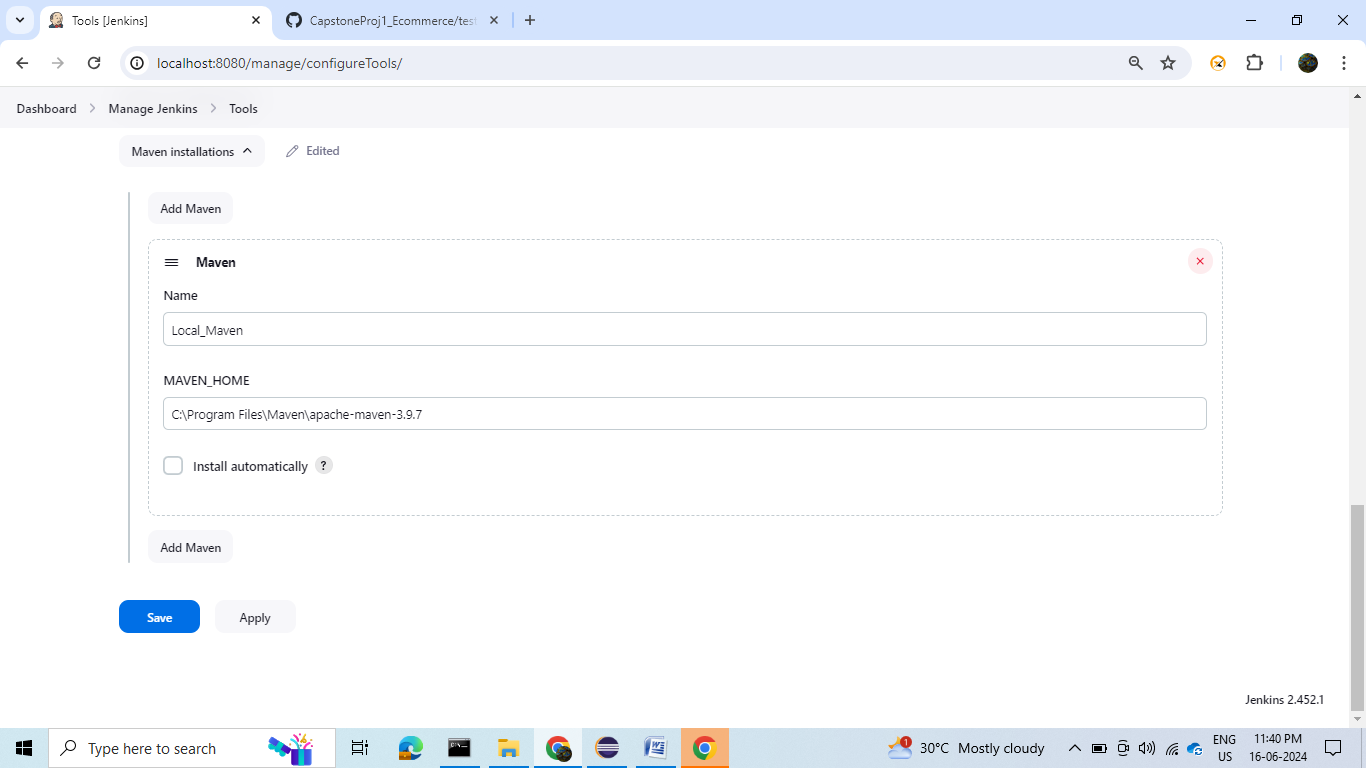 Tools [Jenkins]
CapstoneProj1_Ecommerce/test
localhost:8080/manage/configureTools/
Dashboard
Manage Jenkins
Tools
Maven installations
Edited
Add Maven
Maven
Name
Local_Maven
MAVEN_HOME
C:\Program Files\Maven\apache-maven-3.9.7
Install automatically ?
Add Maven
Save
Apply
Jenkins 2.452.1
Type here to search
1
30°C Mostly cloudy
ENG
US
11:40 PM
16-06-2024